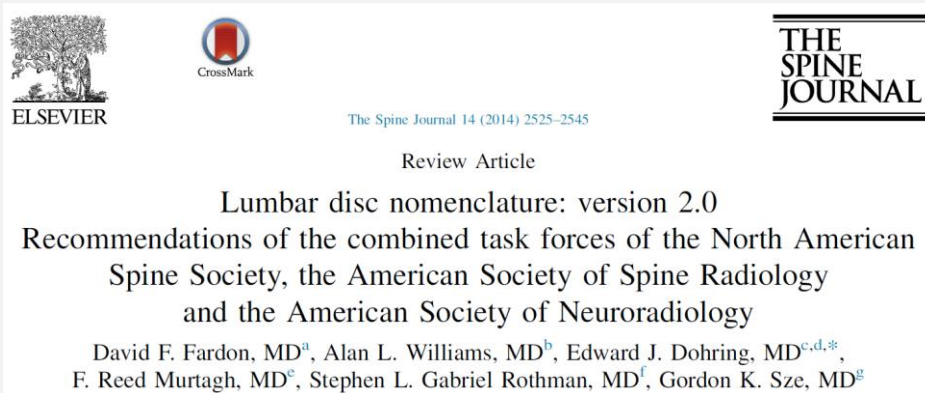 ELSEVIER
CrossMark
THE
SPINE
JOURNAL
The Spine Journal 14 (2014) 2525–2545
Review Article
Lumbar disc nomenclature: version 2.0
Recommendations of the combined task forces of the North American
Spine Society, the American Society of Spine Radiology
and the American Society of Neuroradiology
David F. Fardon, MDᵃ, Alan L. Williams, MDᵇ, Edward J. Dohring, MDᶜ,ᵈ,*,
F. Reed Murtagh, MDᵉ, Stephen L. Gabriel Rothman, MDᶠ, Gordon K. Sze, MDᵍ